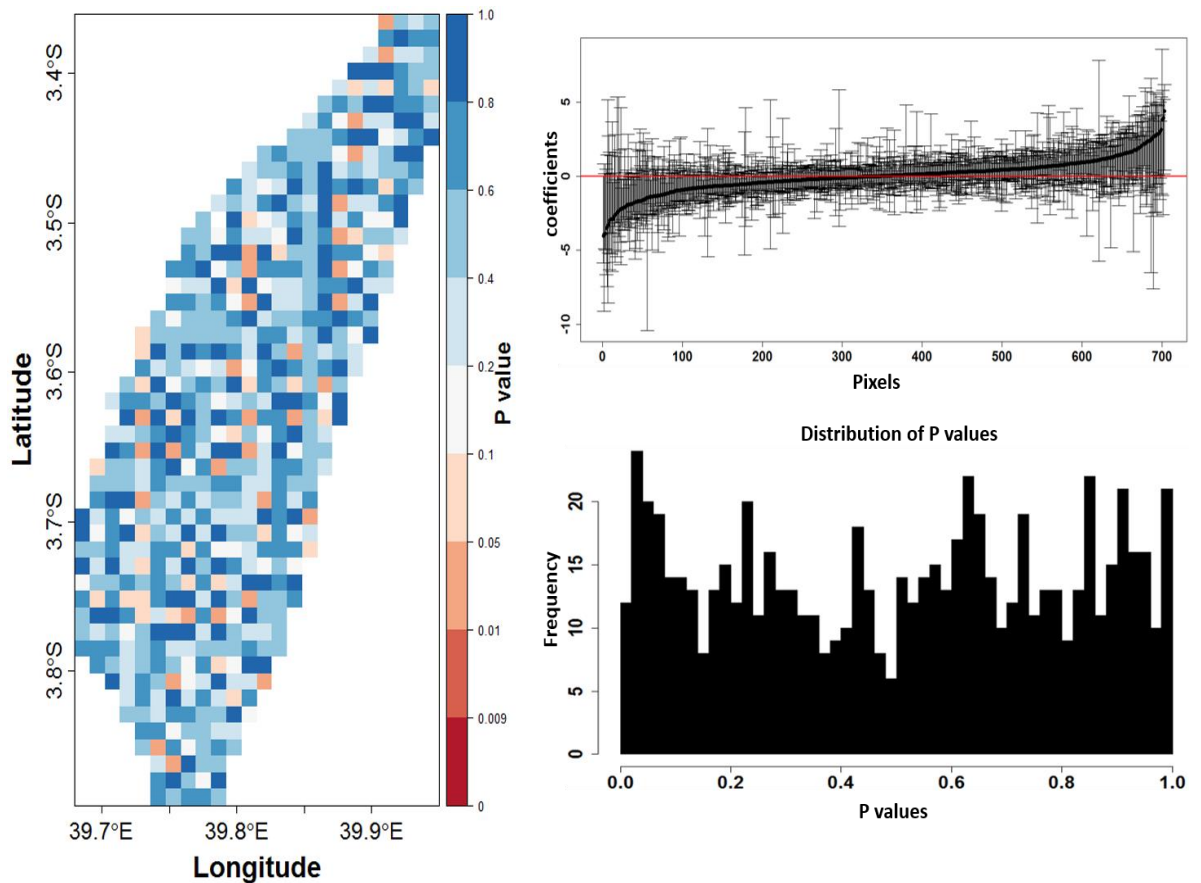 3.4°S
3.5°S
3.6°S
3.7°S
3.8°S
Latitude
39.7°E 39.8°E 39.9°E
Longitude
1.0
0.8
0.6
0.4
0.2
0.1
0.05
0.01
0.009
0
P value
5
0
-5
-10
coefficients
0 100 200 300 400 500 600 700
Pixels
Distribution of P values
20
15
10
5
0
Frequency
0.0 0.2 0.4 0.6 0.8 1.0
P values